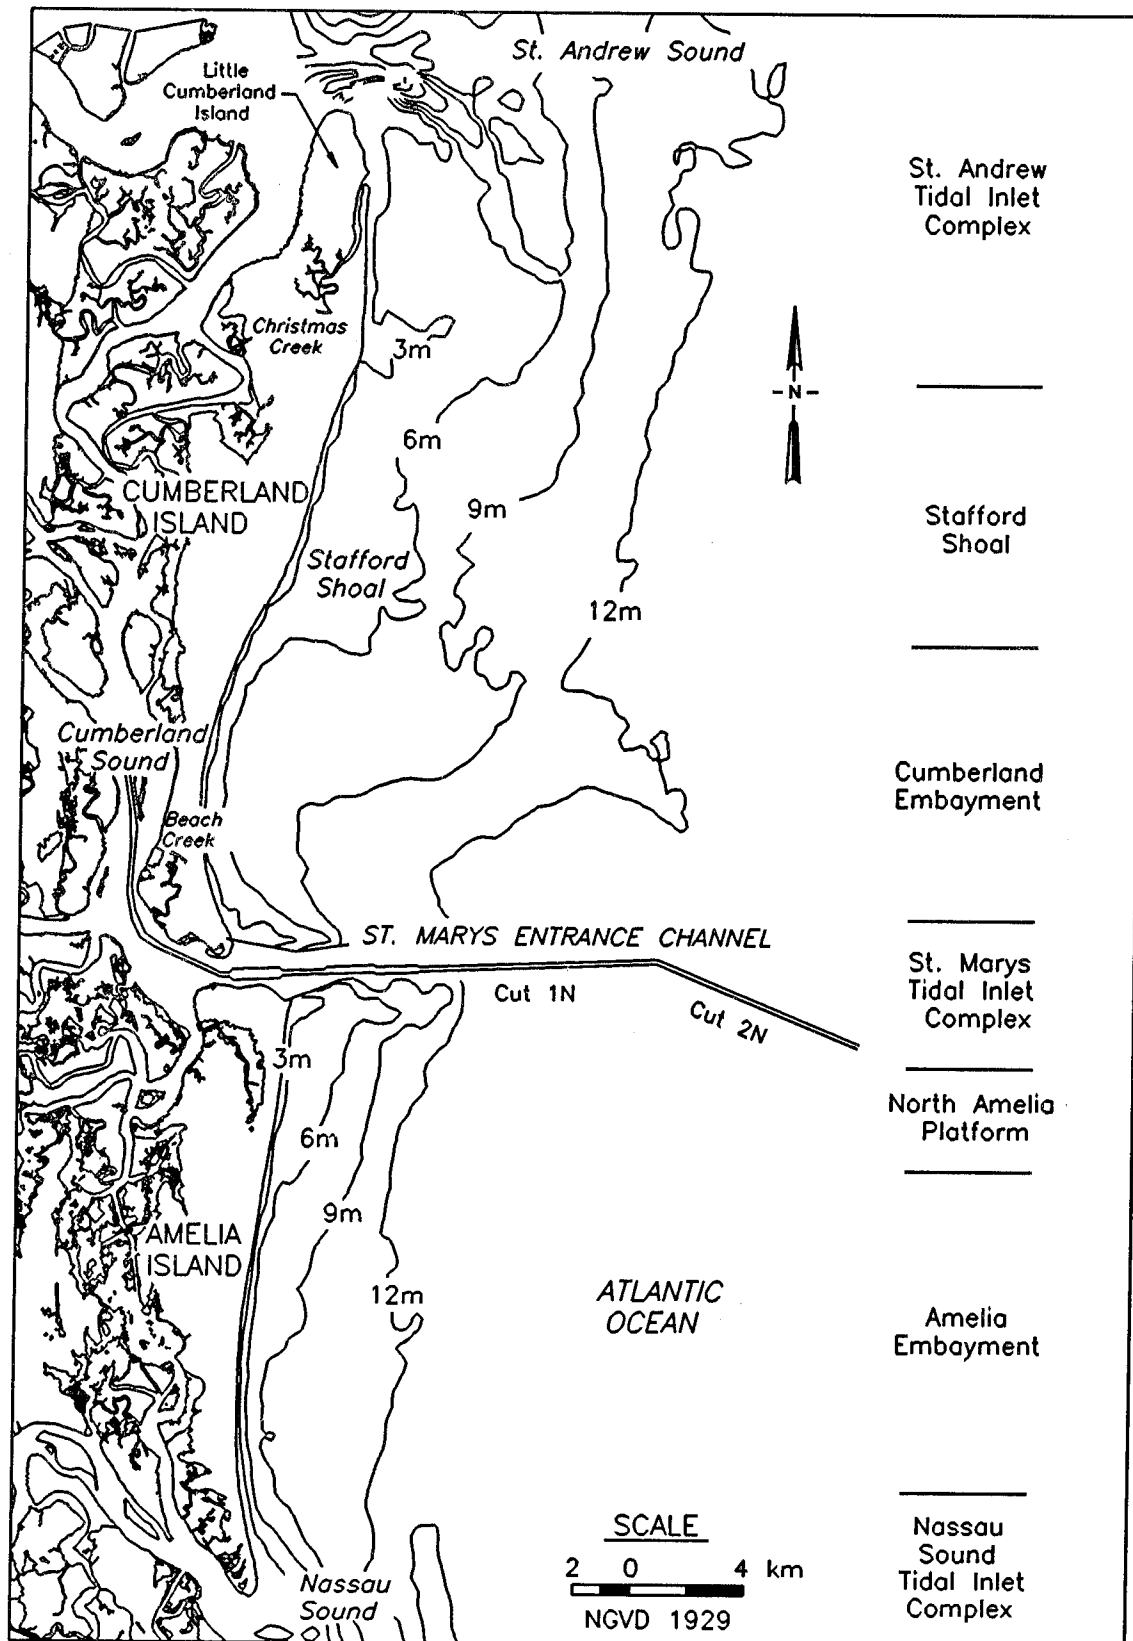 St. Andrew Sound
Little
Cumberland
Island
St. Andrew
Tidal Inlet
Complex
Christmas
Creek
3m
-N-
6m
CUMBERLAND
ISLAND
9m
Stafford
Shoal
Stafford
Shoal
12m
Cumberland
Sound
Cumberland
Embayment
Beach
Creek
ST. MARYS ENTRANCE CHANNEL
St. Marys
Tidal Inlet
Complex
Cut 1N
Cut 2N
3m
North Amelia
Platform
6m
9m
AMELIA
ISLAND
12m
ATLANTIC
OCEAN
Amelia
Embayment
SCALE
2 0 4 km
NGVD 1929
Nassau
Sound
Nassau
Sound
Tidal Inlet
Complex